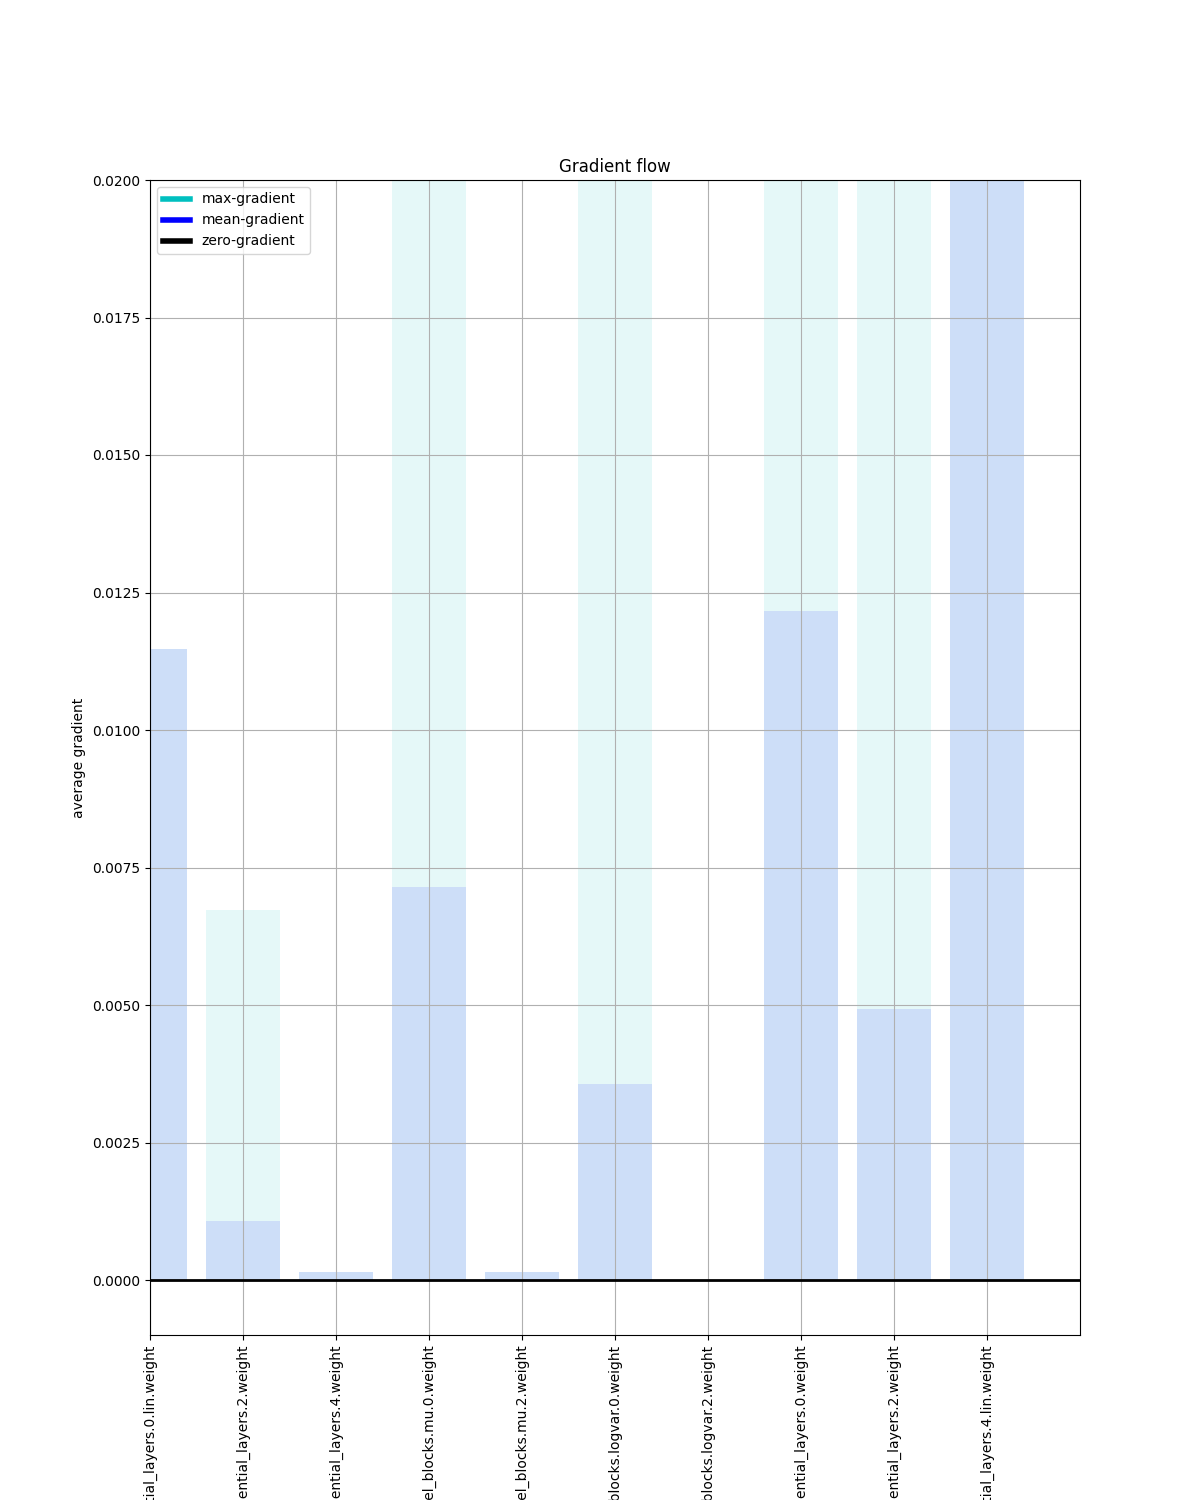 Gradient flow
max-gradient
mean-gradient
zero-gradient
0.0200
0.0175
0.0150
0.0125
0.0100
0.0075
0.0050
0.0025
0.0000
average gradient
tial_layers.0.lin.weight
ential_layers.2.weight
ential_layers.4.weight
el_blocks.mu.0.weight
el_blocks.mu.2.weight
blocks.logvar.0.weight
blocks.logvar.2.weight
ential_layers.0.weight
ential_layers.2.weight
tial_layers.4.lin.weight